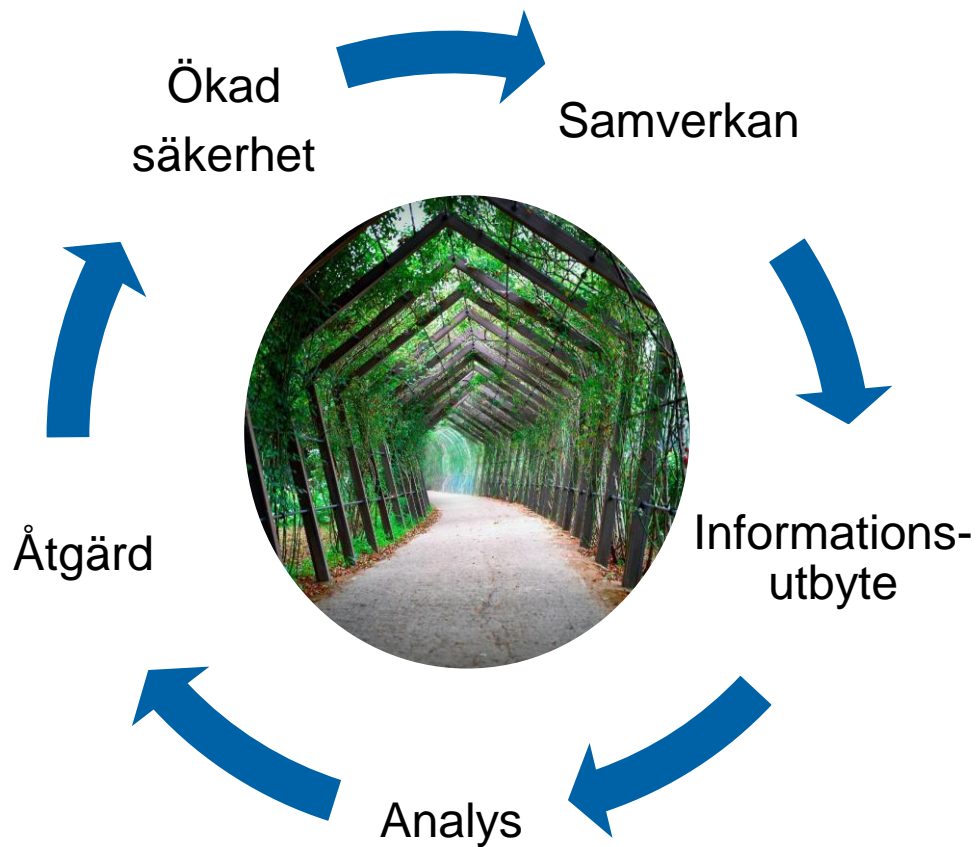 Ökad
säkerhet
Samverkan
Informations-
utbyte
Analys
Åtgärd